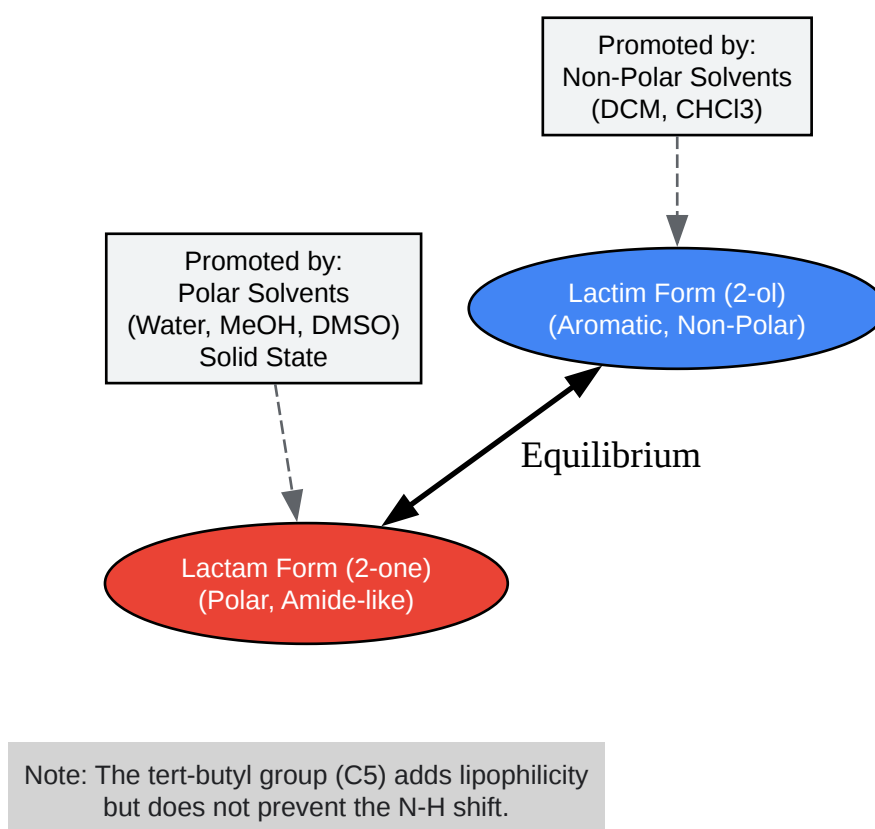 Promoted by:
Non-Polar Solvents
(DCM, CHCl3)
Promoted by:
Polar Solvents
(Water, MeOH, DMSO)
Solid State
Lactim Form (2-ol)
(Aromatic, Non-Polar)
Equilibrium
Lactam Form (2-one)
(Polar, Amide-like)
Note: The tert-butyl group (C5) adds lipophilicity
but does not prevent the N-H shift.